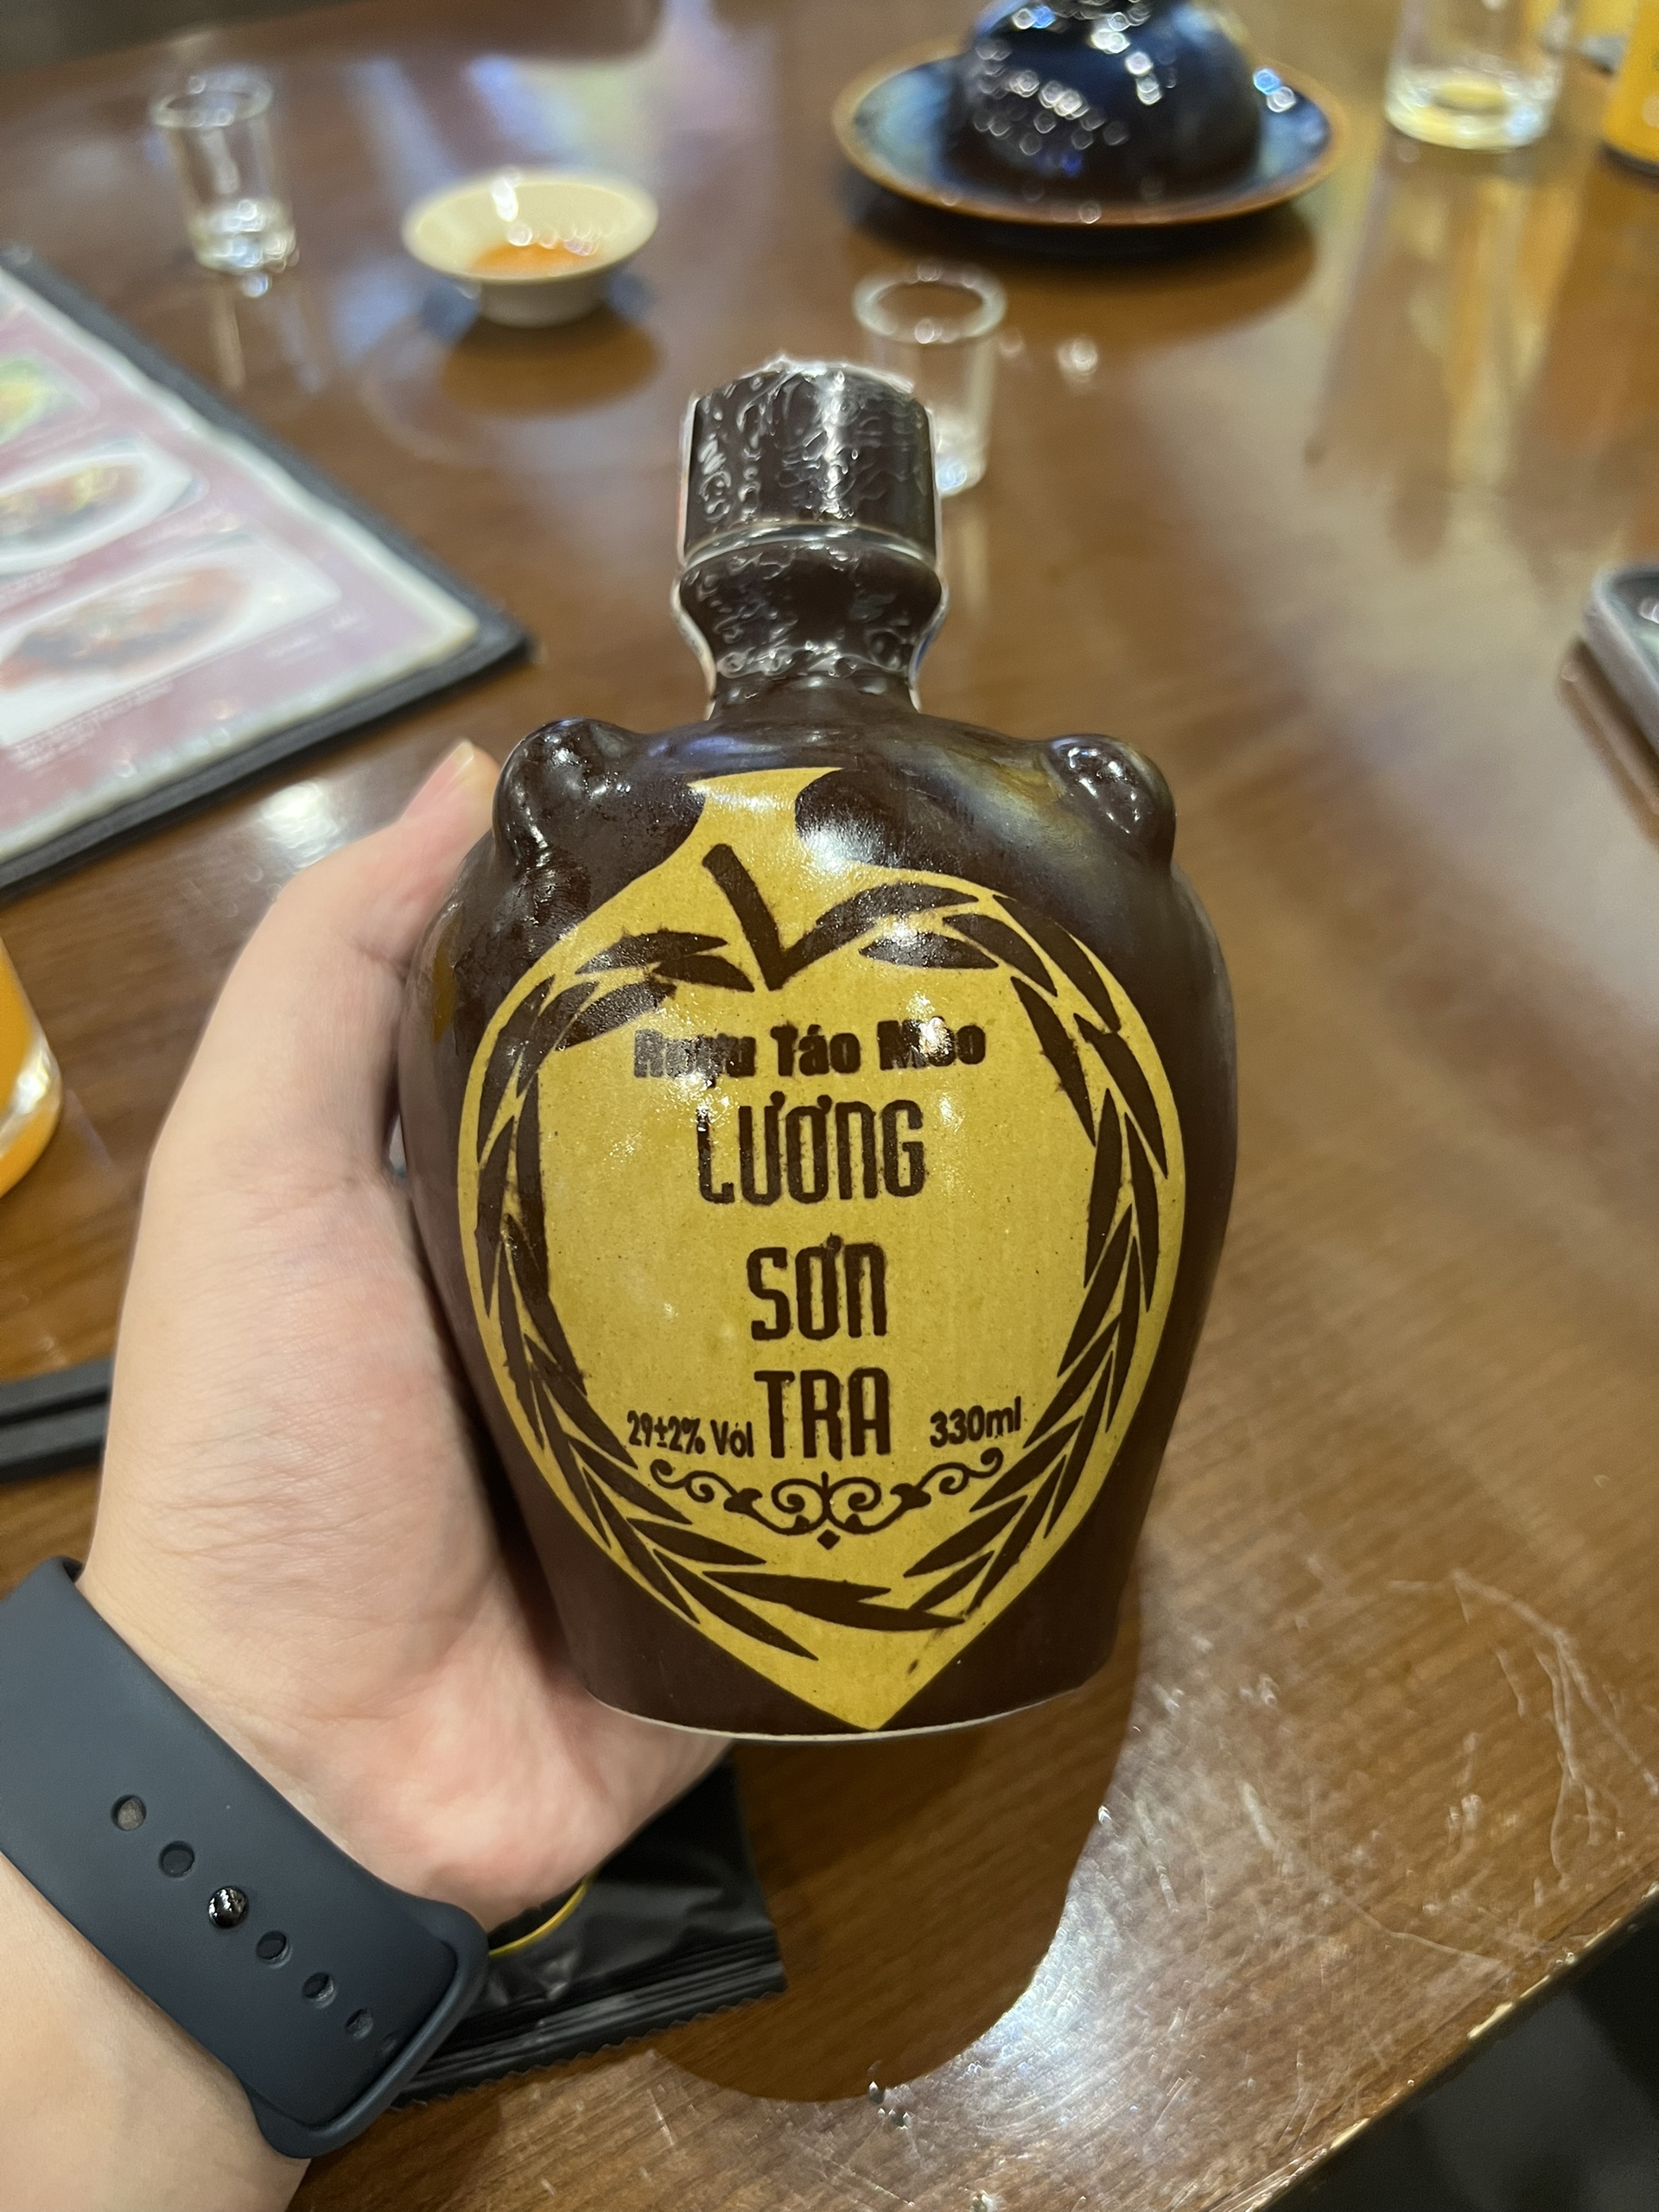 Rượu Táo Mèo
LƯƠNG
SƠN
TRA
29±2% Vol
330ml